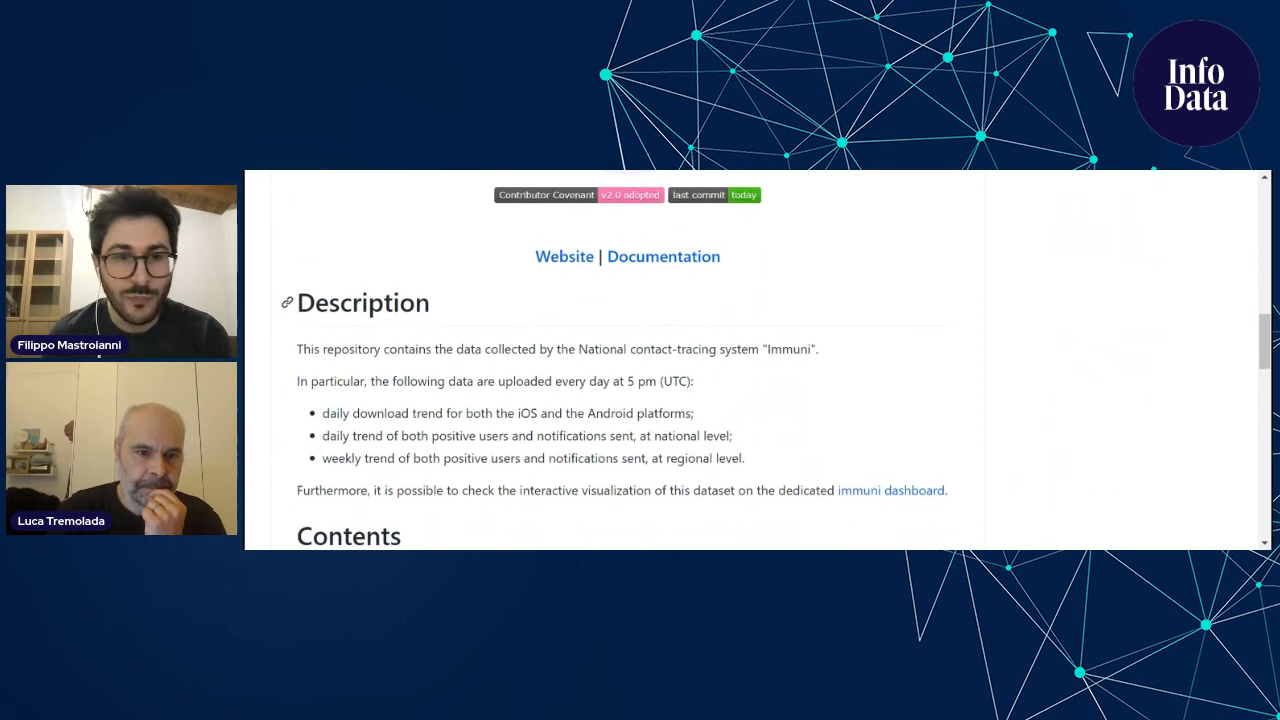 Info
Data
Contributor Covenant v2.0 adopted last commit today
Website | Documentation
Description
This repository contains the data collected by the National contact-tracing system "Immuni".
In particular, the following data are uploaded every day at 5 pm (UTC):
• daily download trend for both the iOS and the Android platforms;
• daily trend of both positive users and notifications sent, at national level;
• weekly trend of both positive users and notifications sent, at regional level.
Furthermore, it is possible to check the interactive visualization of this dataset on the dedicated immuni dashboard.
Contents
Filippo Mastroianni
Luca Tremolada